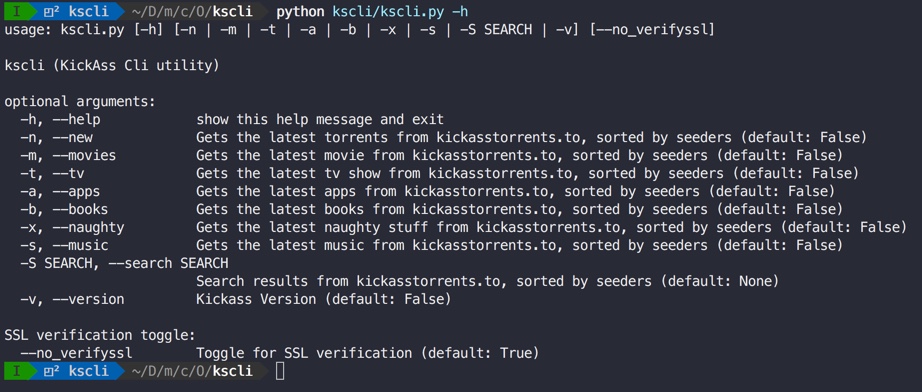 I ◰² kscli ~/D/m/c/O/kscli python kscli/kscli.py -h
usage: kscli.py [-h] [-n | -m | -t | -a | -b | -x | -s | -S SEARCH | -v] [--no_verifyssl]
kscli (KickAss Cli utility)
optional arguments:
-h, --help show this help message and exit
-n, --new Gets the latest torrents from kickasstorrents.to, sorted by seeders (default: False)
-m, --movies Gets the latest movie from kickasstorrents.to, sorted by seeders (default: False)
-t, --tv Gets the latest tv show from kickasstorrents.to, sorted by seeders (default: False)
-a, --apps Gets the latest apps from kickasstorrents.to, sorted by seeders (default: False)
-b, --books Gets the latest books from kickasstorrents.to, sorted by seeders (default: False)
-x, --naughty Gets the latest naughty stuff from kickasstorrents.to, sorted by seeders (default: False)
-s, --music Gets the latest music from kickasstorrents.to, sorted by seeders (default: False)
-S SEARCH, --search SEARCH
Search results from kickasstorrents.to, sorted by seeders (default: None)
-v, --version Kickass Version (default: False)
SSL verification toggle:
--no_verifyssl Toggle for SSL verification (default: True)
I ◰² kscli ~/D/m/c/O/kscli